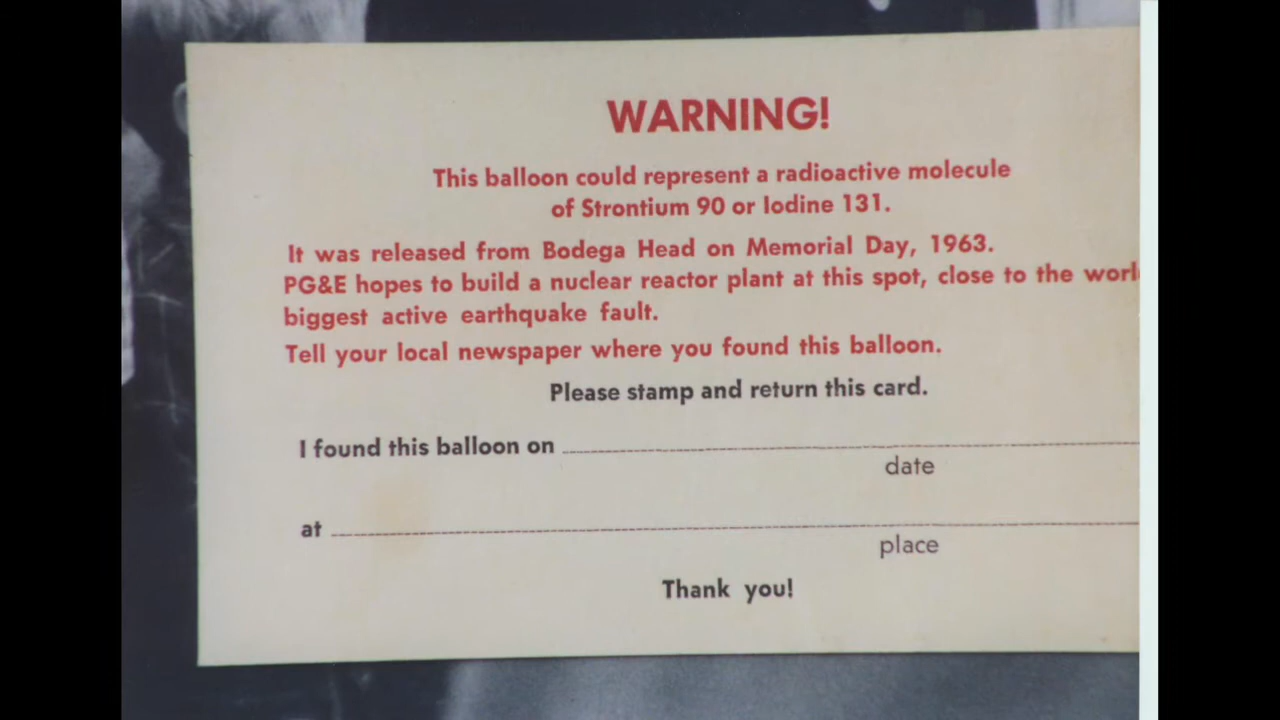 WARNING!
This balloon could represent a radioactive molecule
of Strontium 90 or Iodine 131.
It was released from Bodega Head on Memorial Day, 1963.
PG&E hopes to build a nuclear reactor plant at this spot, close to the
biggest active earthquake fault.
Tell your local newspaper where you found this balloon.
Please stamp and return this card.
I found this balloon on
date
at
place
Thank you!